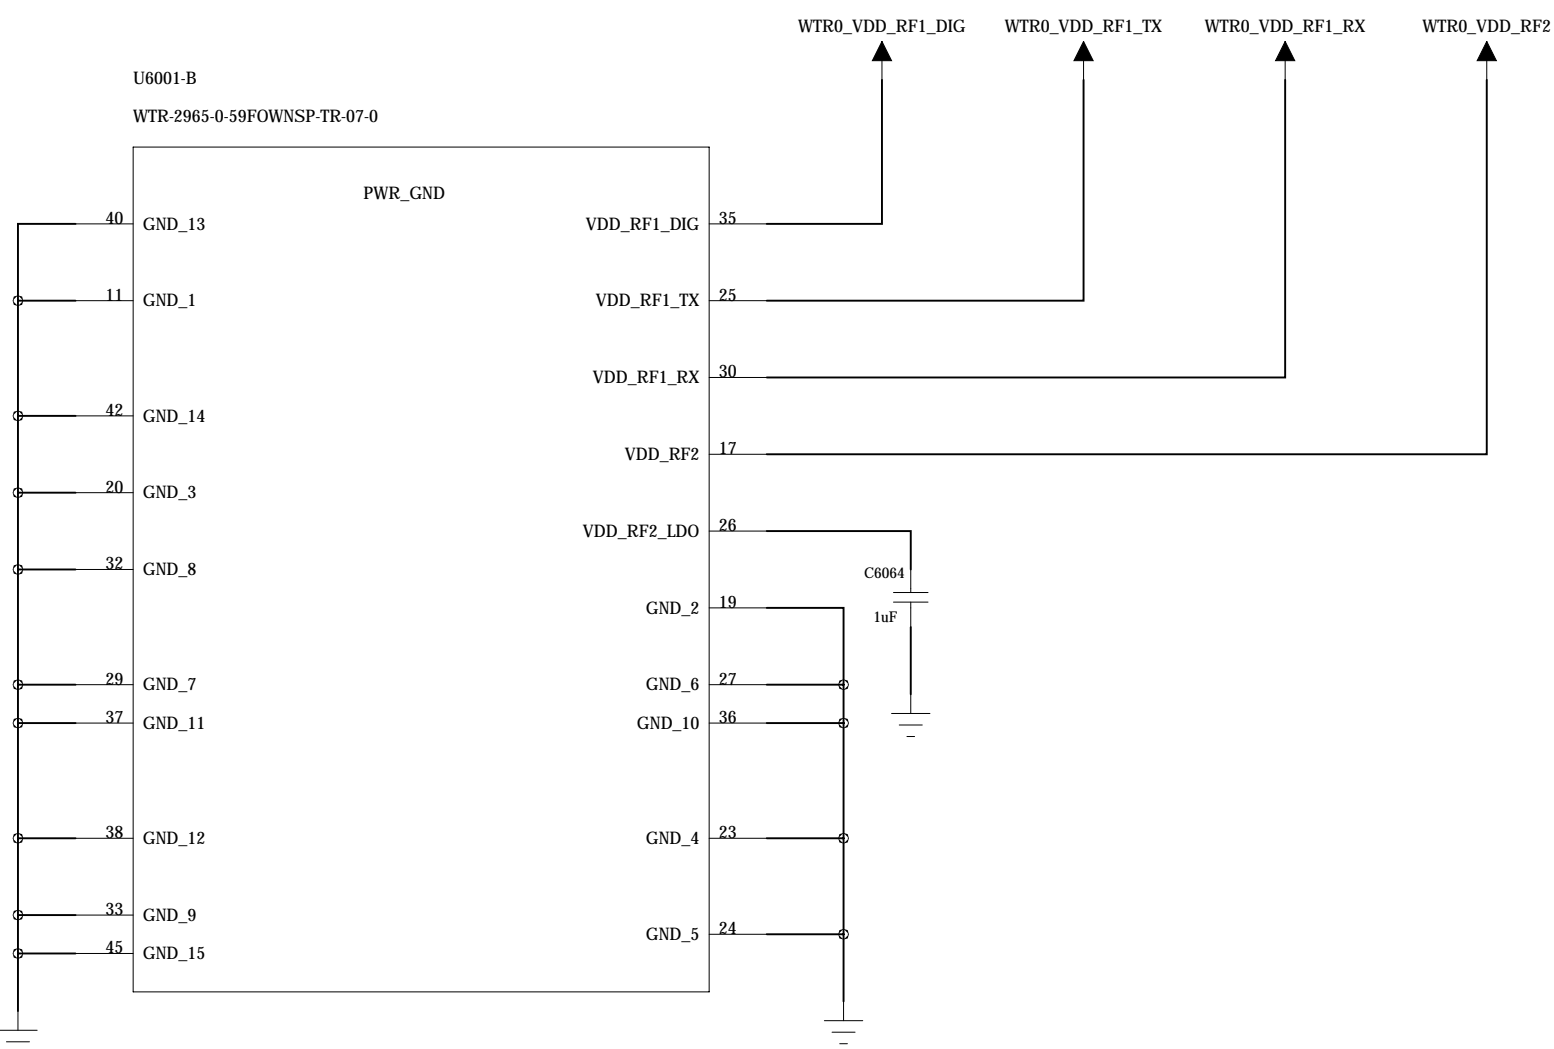 WTR0_VDD_RF1_DIG WTR0_VDD_RF1_TX WTR0_VDD_RF1_RX WTR0_VDD_RF2
U6001-B
WTR-2965-0-59FOWNSP-TR-07-0
PWR_GND
40 GND_13 VDD_RF1_DIG 35
11 GND_1 VDD_RF1_TX 25
VDD_RF1_RX 30
42 GND_14
VDD_RF2 17
20 GND_3
VDD_RF2_LDO 26
32 GND_8
C6064
GND_2 19
1uF
29 GND_7 GND_6 27
37 GND_11 GND_10 36
38 GND_12 GND_4 23
33 GND_9
GND_5 24
45 GND_15